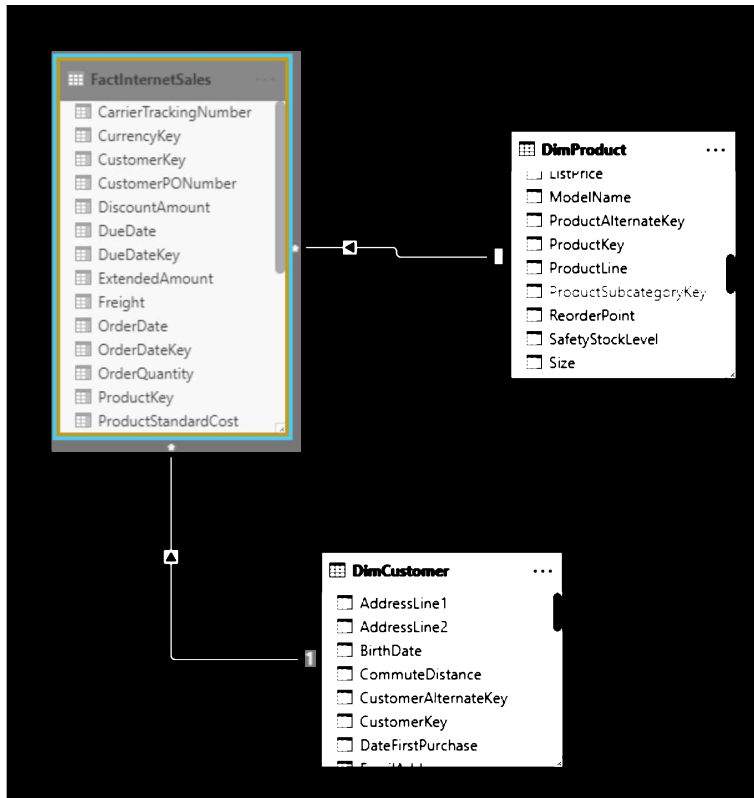 FactInternetSales
CarrierTrackingNumber
CurrencyKey
CustomerKey
CustomerPONumber
DiscountAmount
DueDate
DueDateKey
ExtendedAmount
Freight
OrderDate
OrderDateKey
OrderQuantity
ProductKey
ProductStandardCost
*
*
DimProduct
ListPrice
ModelName
ProductAlternateKey
ProductKey
ProductLine
ProductSubcategoryKey
ReorderPoint
SafetyStockLevel
Size
1
DimCustomer
AddressLine1
AddressLine2
BirthDate
CommuteDistance
CustomerAlternateKey
CustomerKey
DateFirstPurchase